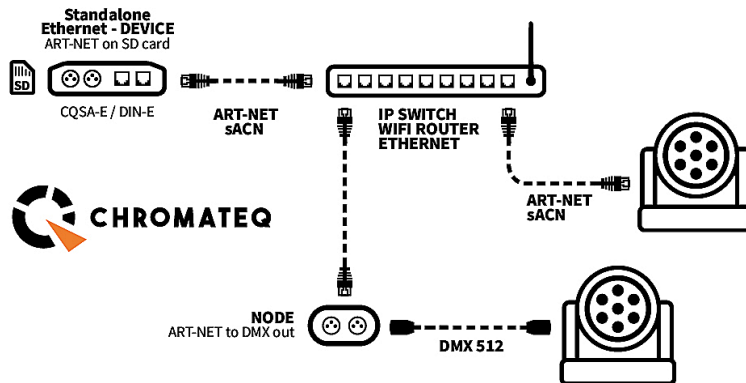 Standalone
Ethernet - DEVICE
ART-NET on SD card
SD
CQSA-E / DIN-E
ART-NET
sACN
IP SWITCH
WIFI ROUTER
ETHERNET
ART-NET
sACN
CHROMATEQ
NODE
ART-NET to DMX out
DMX 512